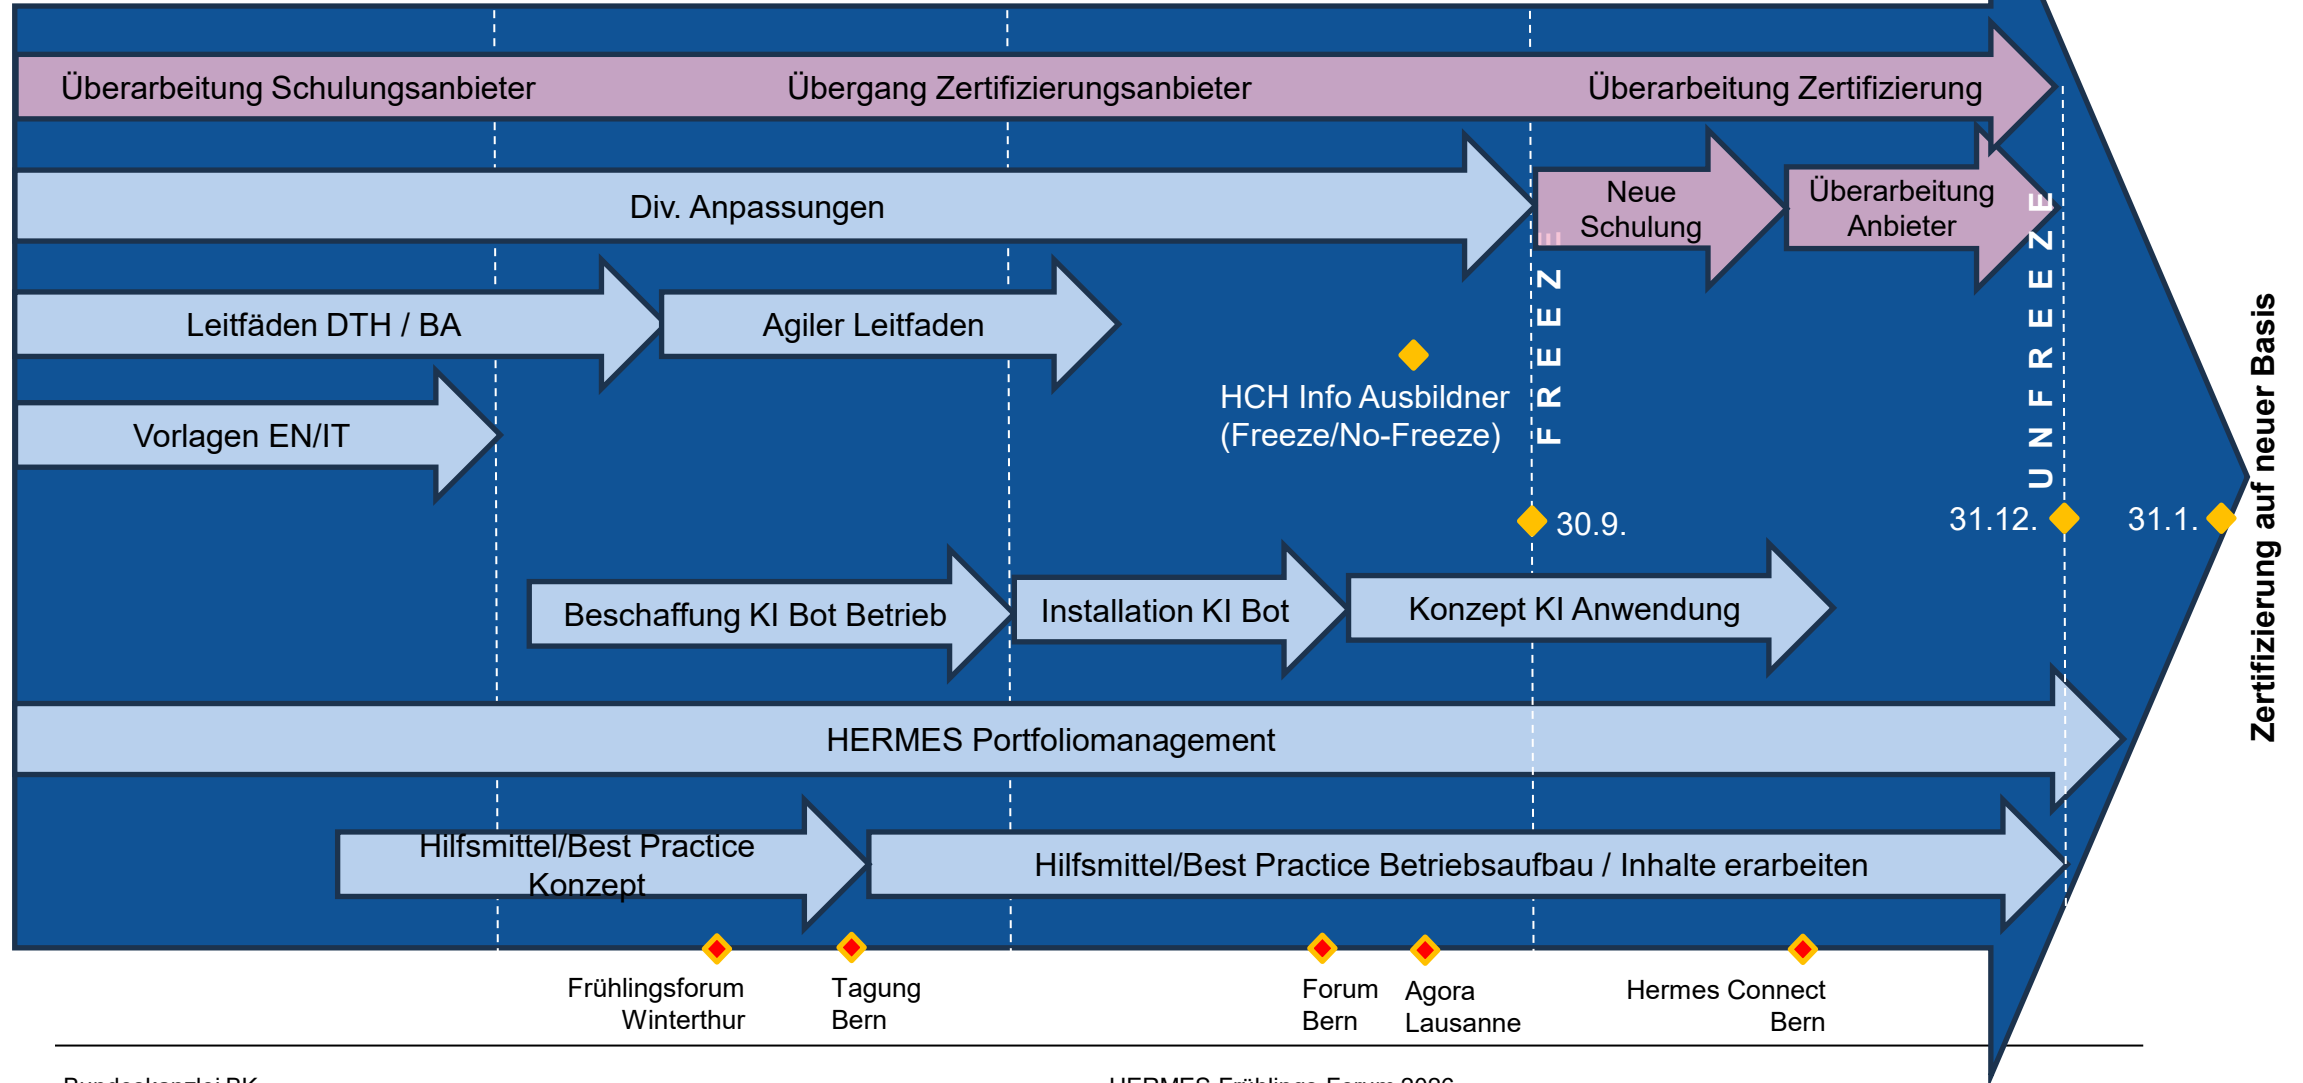 Überarbeitung Schulungsanbieter
Übergang Zertifizierungsanbieter
Überarbeitung Zertifizierung
Div. Anpassungen
Neue
Schulung
Überarbeitung
Anbieter
Leitfäden DTH / BA
Agiler Leitfaden
HCH Info Ausbildner
(Freeze/No-Freeze)
FREEZE
UNFREEZE
Vorlagen EN/IT
30.9.
31.12.
31.1.
Zertifizierung auf neuer Basis
Beschaffung KI Bot Betrieb
Installation KI Bot
Konzept KI Anwendung
HERMES Portfoliomanagement
Hilfsmittel/Best Practice
Konzept
Hilfsmittel/Best Practice Betriebsaufbau / Inhalte erarbeiten
Frühlingsforum
Winterthur
Tagung
Bern
Forum
Bern
Agora
Lausanne
Hermes Connect
Bern
Bundeskanzlei BK